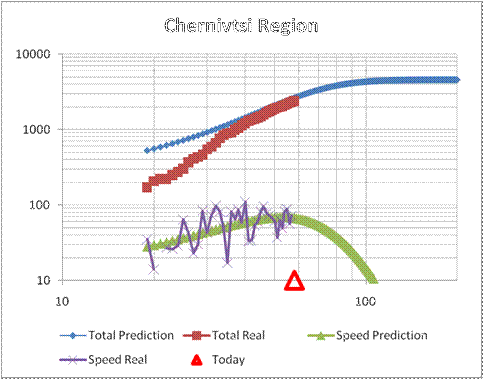 Chernivtsi Region
10000
1000
100
10
10 100
Total Prediction Total Real Speed Prediction
Speed Real Today